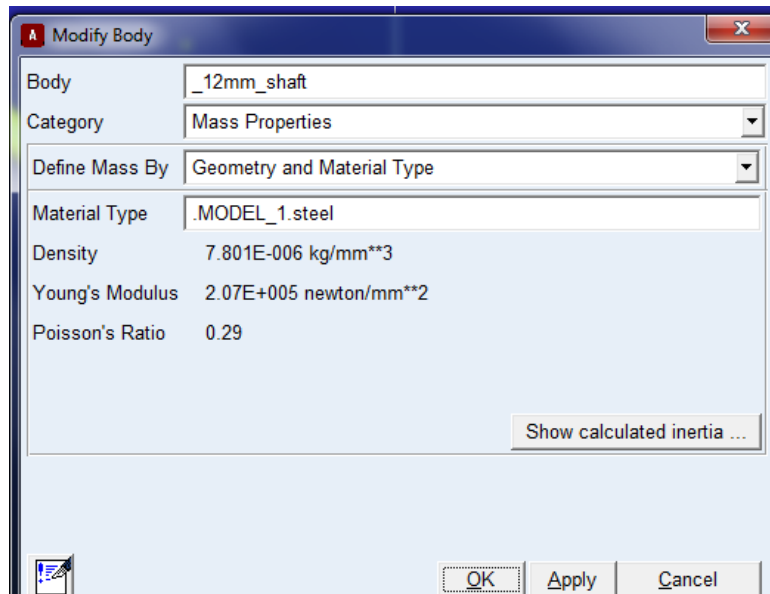 Modify Body
Body _12mm_shaft
Category Mass Properties
Define Mass By Geometry and Material Type
Material Type .MODEL_1.steel
Density 7.801E-006 kg/mm**3
Young's Modulus 2.07E+005 newton/mm**2
Poisson's Ratio 0.29
Show calculated inertia ...
OK Apply Cancel